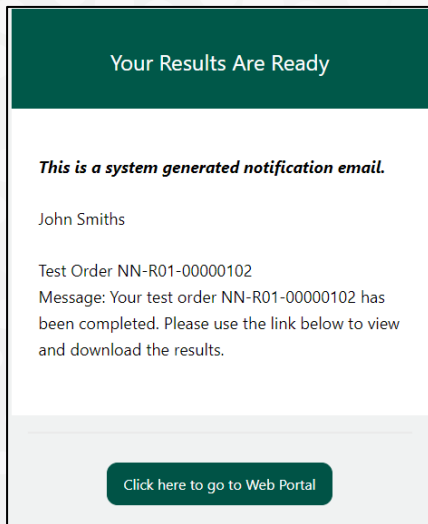 Your Results Are Ready
This is a system generated notification email.
John Smiths
Test Order NN-R01-00000102
Message: Your test order NN-R01-00000102 has
been completed. Please use the link below to view
and download the results.
Click here to go to Web Portal